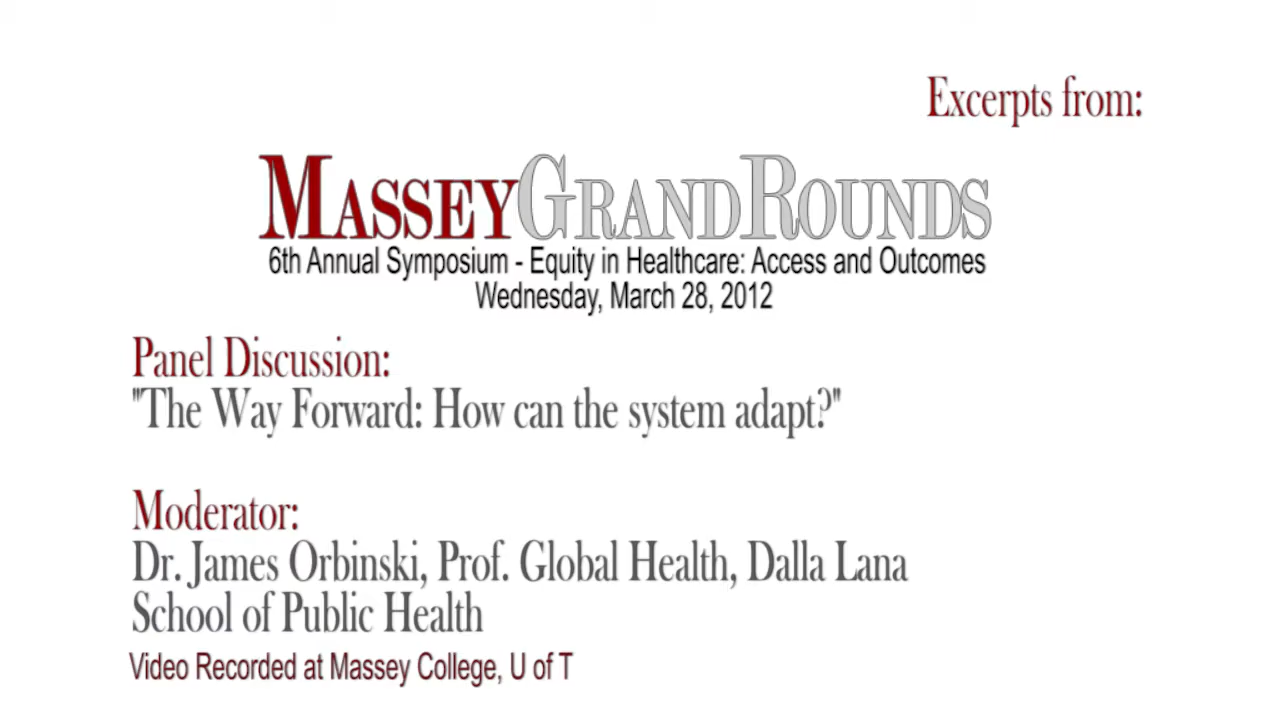 Excerpts from:
MASSEYGRANDROUNDS
6th Annual Symposium - Equity in Healthcare: Access and Outcomes
Wednesday, March 28, 2012
Panel Discussion:
"The Way Forward: How can the system adapt?"
Moderator:
Dr. James Orbinski, Prof. Global Health, Dalla Lana
School of Public Health
Video Recorded at Massey College, U of T